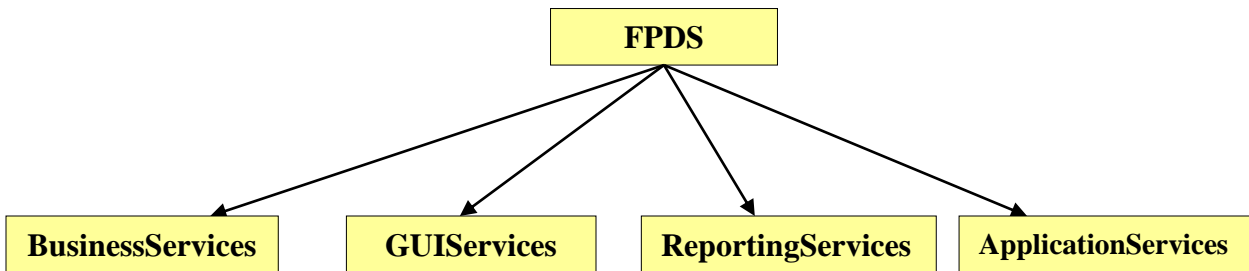 FPDS
BusinessServices
GUIServices
ReportingServices
ApplicationServices